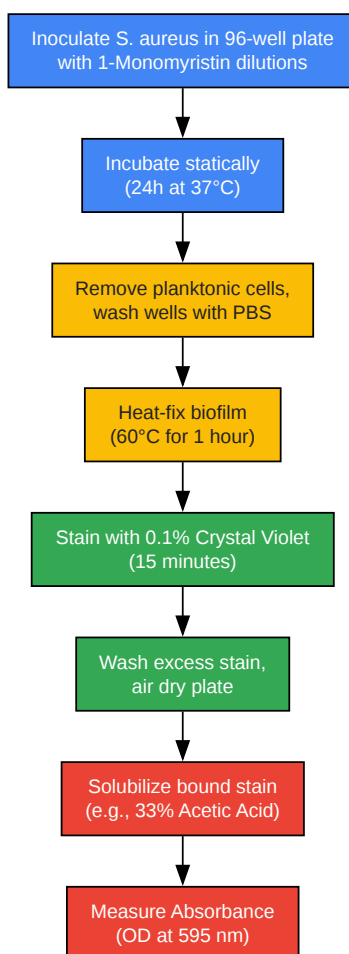 Inoculate S. aureus in 96-well plate
with 1-Monomyristin dilutions
Incubate statically
(24h at 37°C)
Remove planktonic cells,
wash wells with PBS
Heat-fix biofilm
(60°C for 1 hour)
Stain with 0.1% Crystal Violet
(15 minutes)
Wash excess stain,
air dry plate
Solubilize bound stain
(e.g., 33% Acetic Acid)
Measure Absorbance
(OD at 595 nm)